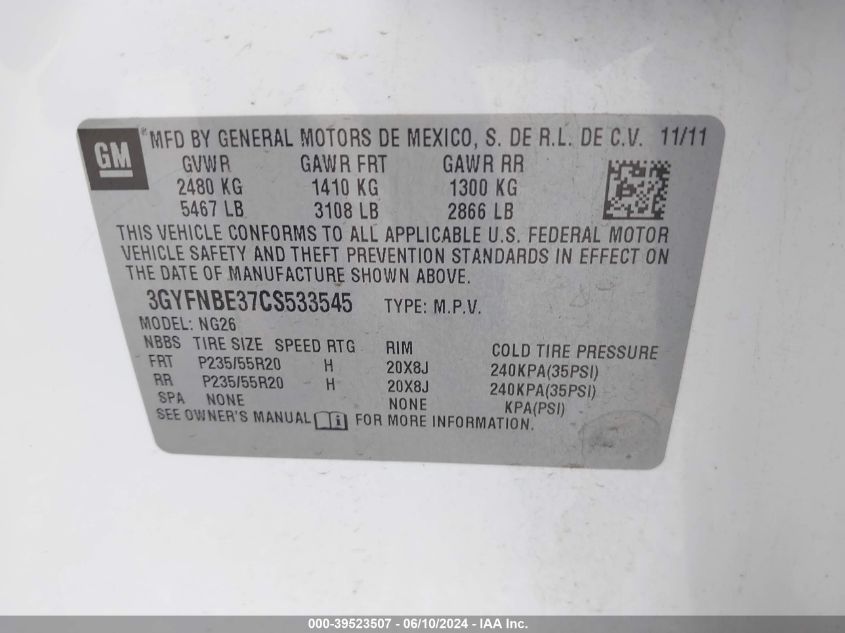 GM ® MFD BY GENERAL MOTORS DE MEXICO, S. DE R.L. DE C.V. 11/11
GVWR GAWR FRT GAWR RR
2480 KG 1410 KG 1300 KG
5467 LB 3108 LB 2866 LB
THIS VEHICLE CONFORMS TO ALL APPLICABLE U.S. FEDERAL MOTOR
VEHICLE SAFETY AND THEFT PREVENTION STANDARDS IN EFFECT ON
THE DATE OF MANUFACTURE SHOWN ABOVE.
3GYFNBE37CS533545 TYPE: M.P.V.
MODEL: NG26
NBBS TIRE SIZE SPEED RTG RIM COLD TIRE PRESSURE
FRT P235/55R20 H 20X8J 240KPA(35PSI)
RR P235/55R20 H 20X8J 240KPA(35PSI)
SPA NONE NONE KPA(PSI)
SEE OWNER'S MANUAL i FOR MORE INFORMATION.
000-39523507 - 06/10/2024 - IAA Inc.